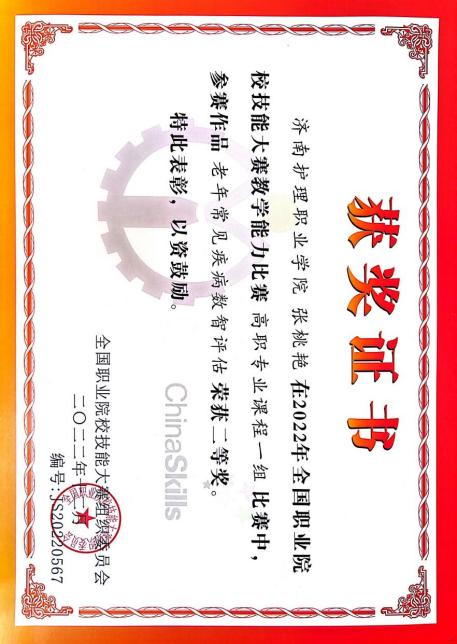 获奖证书
济南护理职业学院 张桃艳 在2022年全国职业院
校技能大赛教学能力比赛 高职专业课程一组 比赛中，
参赛作品 老年常见疾病数智评估 荣获二等奖。
特此表彰，以资鼓励。
ChinaSkills
全国职业院校技能大赛组织委员会
二〇二二年十二月
编号：JS20220567